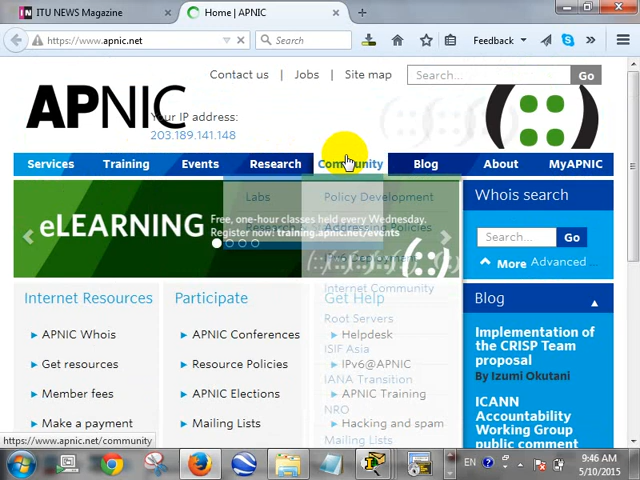 ITU NEWS Magazine
Home | APNIC
https://www.apnic.net
Search
Feedback
Contact us | Jobs | Site map
Search...
Go
APNIC
Your IP address:
203.189.141.148
Services
Training
Events
Research
Community
Blog
About
MyAPNIC
Labs
Research
Policy Development
Addressing Policies
IPv6 Deployment
Internet Community
Root Servers
ISIF Asia
IANA Transition
NRO
Mailing Lists
eLEARNING
Free, one-hour classes held every Wednesday.
Register now: training.apnic.net/events
Whois search
Search...
Go
More
Advanced...
Internet Resources
APNIC Whois
Get resources
Member fees
Make a payment
Participate
APNIC Conferences
Resource Policies
APNIC Elections
Mailing Lists
Get Help
Helpdesk
IPv6@APNIC
APNIC Training
Hacking and spam
Blog
Implementation of
the CRISP Team
proposal
By Izumi Okutani
ICANN
Accountability
Working Group
public comment
https://www.apnic.net/community
EN
9:46 AM
5/10/2015